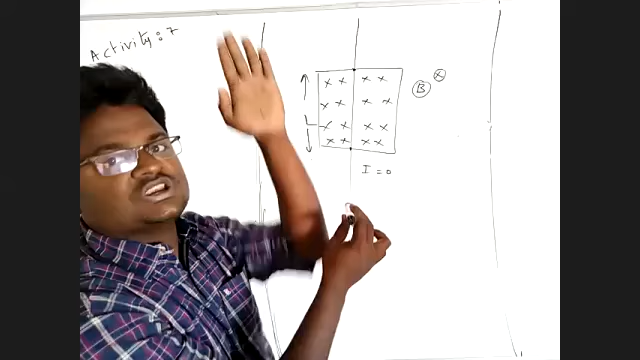 Activity: 7
x x x x
B x
x x x x
L
x x x x
x x x x
I = 0